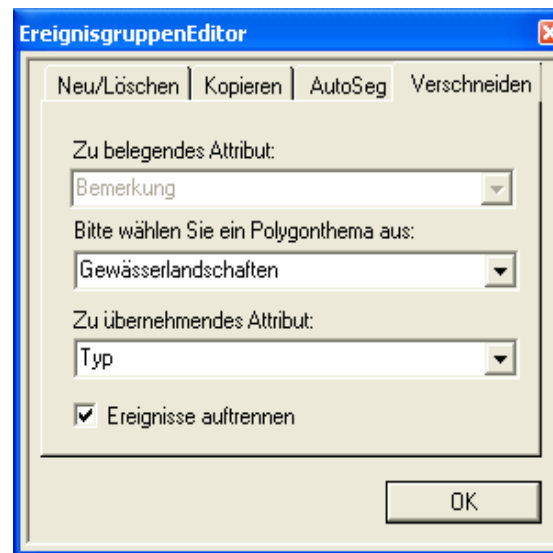 EreignisgruppenEditor
Neu/Löschen Kopieren AutoSeg Verschneiden
Zu belegendes Attribut:
Bemerkung
Bitte wählen Sie ein Polygonthema aus:
Gewässerlandschaften
Zu übernehmendes Attribut:
Typ
Ereignisse auftrennen
OK